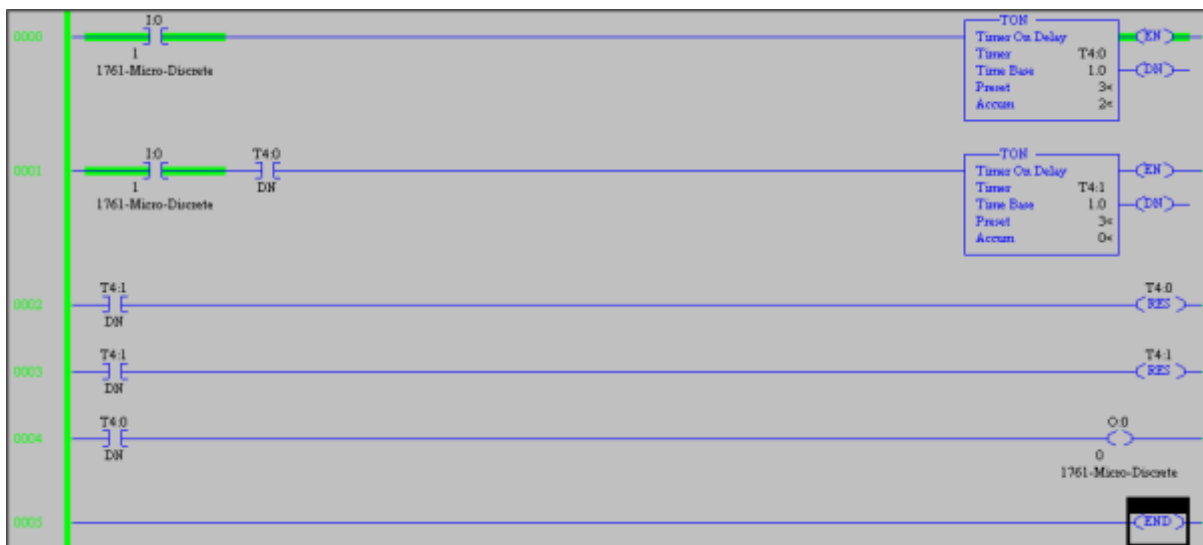 0000
I:0
1
1761-Micro-Discrete
TON
Timer On Delay
Timer T4:0
Time Base 1.0
Preset 3<
Accum 2<
EN
DN
0001
I:0
1
1761-Micro-Discrete
T4:0
DN
TON
Timer On Delay
Timer T4:1
Time Base 1.0
Preset 3<
Accum 0<
EN
DN
0002
T4:1
DN
T4:0
RES
0003
T4:1
DN
T4:1
RES
0004
T4:0
DN
O:0
0
1761-Micro-Discrete
0005
END